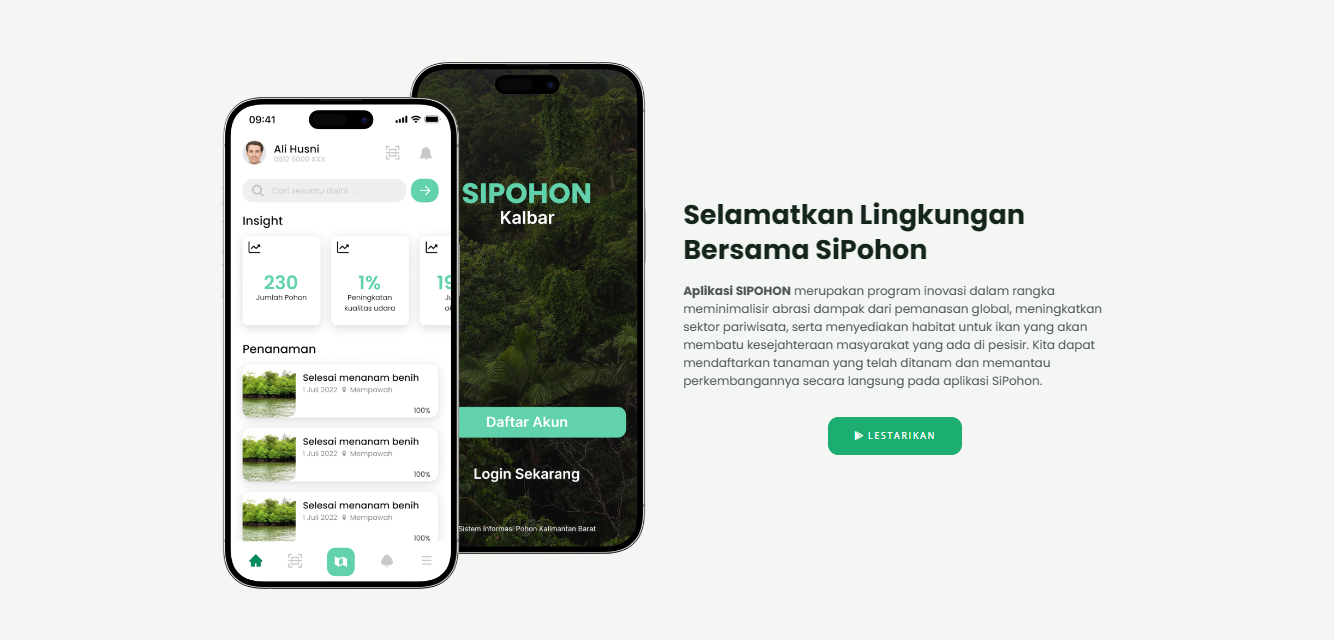 09:41
Ali Husni
0812 5000 XXX
Cari sesuatu disini . . .
Insight
230
Jumlah Pohon
1%
Peningkatan
kualitas udara
19
Ju
ok
Penanaman
Selesai menanam benih
1 Juli 2022 Mempawah
100%
Selesai menanam benih
1 Juli 2022 Mempawah
100%
Selesai menanam benih
1 Juli 2022 Mempawah
100%
SIPOHON
Kalbar
Daftar Akun
Login Sekarang
Sistem Informasi Pohon Kalimantan Barat
Selamatkan Lingkungan
Bersama SiPohon
Aplikasi SIPOHON merupakan program inovasi dalam rangka
meminimalisir abrasi dampak dari pemanasan global, meningkatkan
sektor pariwisata, serta menyediakan habitat untuk ikan yang akan
membatu kesejahteraan masyarakat yang ada di pesisir. Kita dapat
mendaftarkan tanaman yang telah ditanam dan memantau
perkembangannya secara langsung pada aplikasi SiPohon.
LESTARIKAN